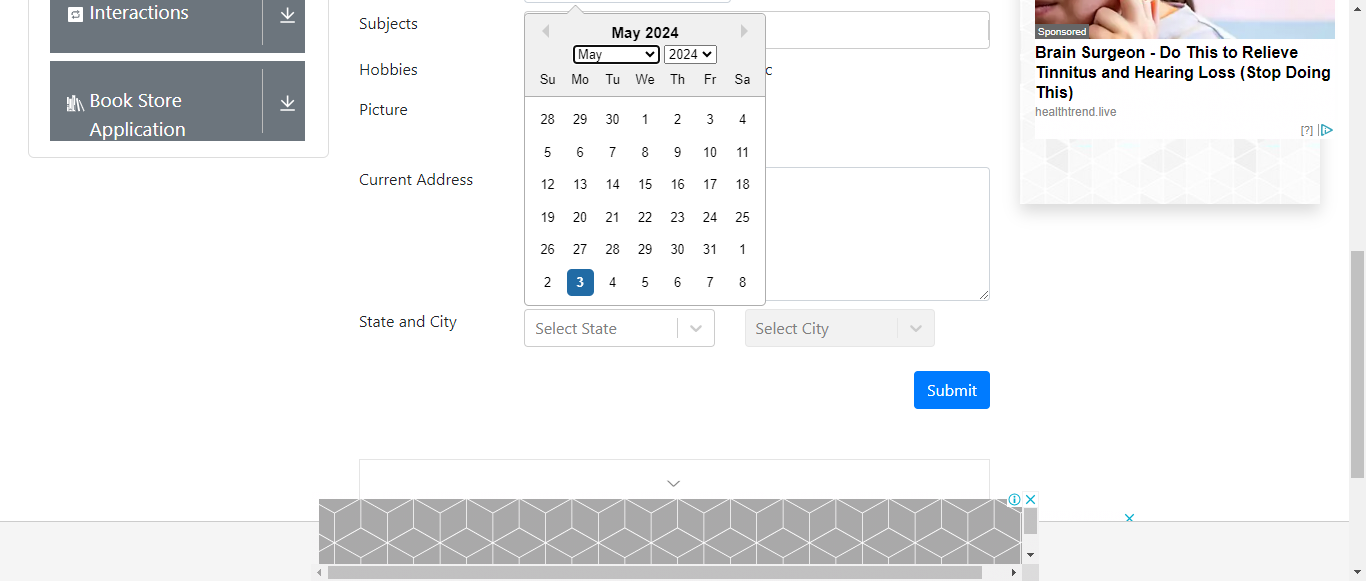 Interactions
Book Store
Application
Subjects
Hobbies
Picture
Current Address
State and City
May 2024
May 2024
Su Mo Tu We Th Fr Sa
28 29 30 1 2 3 4
5 6 7 8 9 10 11
12 13 14 15 16 17 18
19 20 21 22 23 24 25
26 27 28 29 30 31 1
2 3 4 5 6 7 8
c
Select State
Select City
Submit
Sponsored
Brain Surgeon - Do This to Relieve
Tinnitus and Hearing Loss (Stop Doing
This)
healthtrend.live
[?]